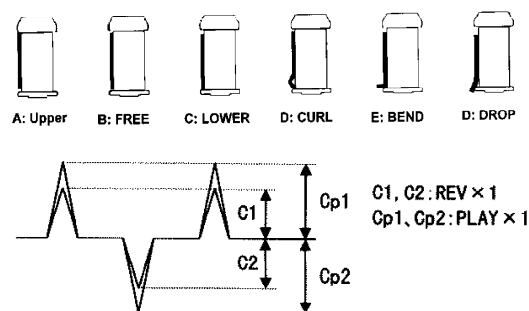 A: Upper B: FREE C: LOWER D: CURL E: BEND D: DROP
C1 Cp1 C1, C2:REV×1
Cp1、Cp2:PLAY×1
C2 Cp2